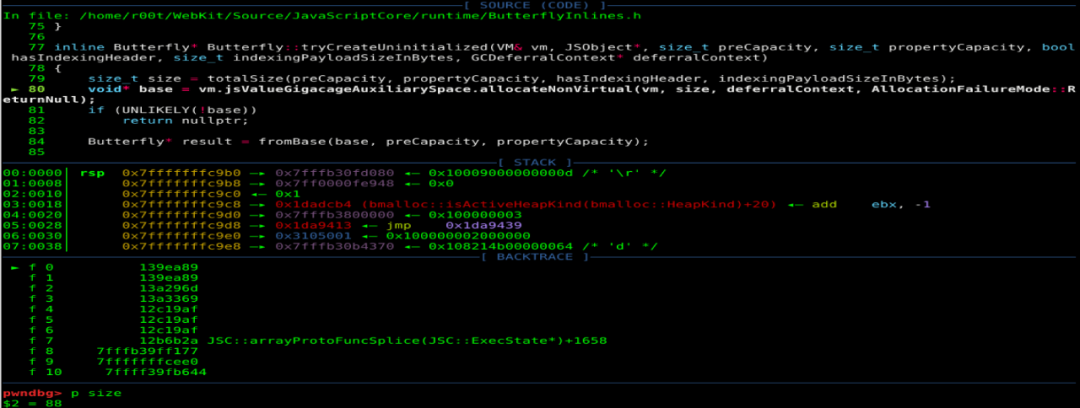 [ SOURCE (CODE) ]
In file: /home/r00t/WebKit/Source/JavaScriptCore/runtime/ButterflyInlines.h
75 }
76
77 inline Butterfly* Butterfly::tryCreateUninitialized(VM& vm, JSObject*, size_t preCapacity, size_t propertyCapacity, bool
hasIndexingHeader, size_t indexingPayloadSizeInBytes, GCDeferralContext* deferralContext)
78 {
79     size_t size = totalSize(preCapacity, propertyCapacity, hasIndexingHeader, indexingPayloadSizeInBytes);
► 80     void* base = vm.jsValueGigacageAuxiliarySpace.allocateNonVirtual(vm, size, deferralContext, AllocationFailureMode::R
eturnNull);
81     if (UNLIKELY(!base))
82         return nullptr;
83
84     Butterfly* result = fromBase(base, preCapacity, propertyCapacity);
85
[ STACK ]
00:0000│ rsp 0x7fffffffc9b0 —▸ 0x7fffb30fd080 ◂— 0x10009000000000d /* '\r' */
01:0008│ 0x7fffffffc9b8 —▸ 0x7ff0000fe948 ◂— 0x0
02:0010│ 0x7fffffffc9c0 ◂— 0x1
03:0018│ 0x7fffffffc9c8 —▸ 0x1dadcb4 (bmalloc::isActiveHeapKind(bmalloc::HeapKind)+20) ◂— add ebx, -1
04:0020│ 0x7fffffffc9d0 —▸ 0x7fffb3800000 ◂— 0x100000003
05:0028│ 0x7fffffffc9d8 —▸ 0x1da9413 ◂— jmp 0x1da9439
06:0030│ 0x7fffffffc9e0 —▸ 0x3105001 ◂— 0x100000002000000
07:0038│ 0x7fffffffc9e8 —▸ 0x7fffb30b4370 ◂— 0x108214b00000064 /* 'd' */
[ BACKTRACE ]
► f 0 139ea89
f 1 139ea89
f 2 13a296d
f 3 13a3369
f 4 12c19af
f 5 12c19af
f 6 12c19af
f 7 12b6b2a JSC::arrayProtoFuncSplice(JSC::ExecState*)+1658
f 8 7fffb39ff177
f 9 7fffffffcee0
f 10 7ffff39fb644
pwndbg> p size
$2 = 88